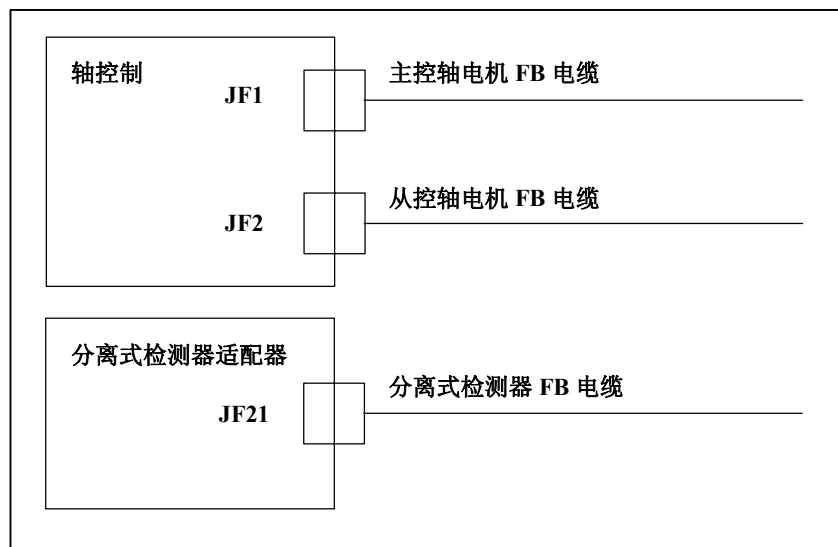 轴控制
主控轴电机 FB 电缆
JF1
从控轴电机 FB 电缆
JF2
分离式检测器适配器
分离式检测器 FB 电缆
JF21